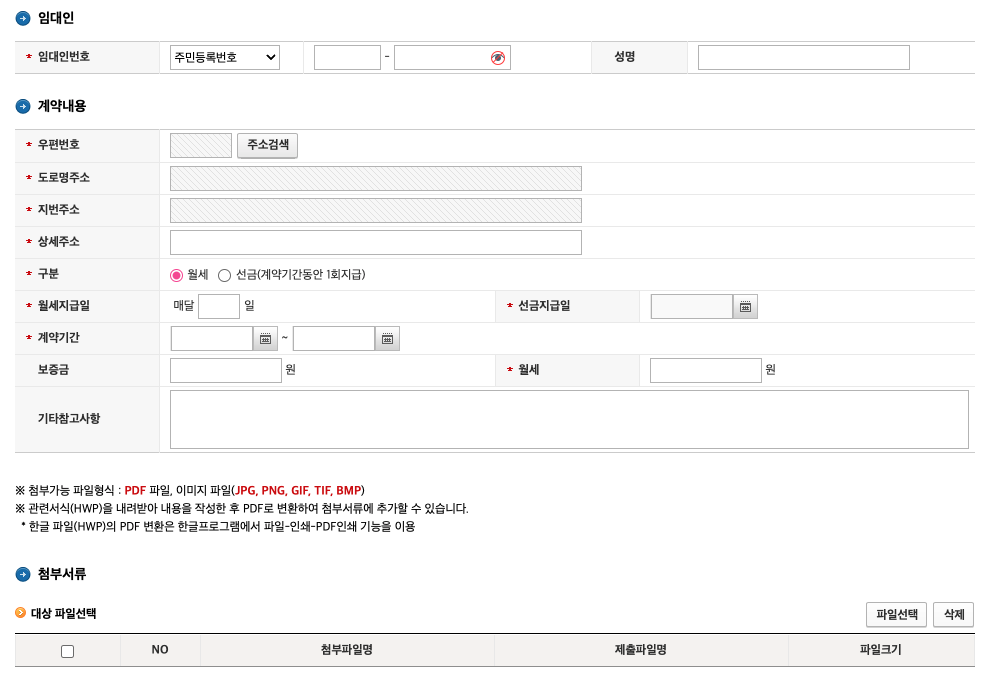 임대인
* 임대인번호 주민등록번호 - 성명
계약내용
* 우편번호 주소검색
* 도로명주소
* 지번주소
* 상세주소
* 구분 월세 선금(계약기간동안 1회지급)
* 월세지급일 매달 일 * 선금지급일
* 계약기간 ~
보증금 원 * 월세 원
기타참고사항
※ 첨부가능 파일형식 : PDF 파일, 이미지 파일(JPG, PNG, GIF, TIF, BMP)
※ 관련서식(HWP)을 내려받아 내용을 작성한 후 PDF로 변환하여 첨부서류에 추가할 수 있습니다.
* 한글 파일(HWP)의 PDF 변환은 한글프로그램에서 파일-인쇄-PDF인쇄 기능을 이용
첨부서류
대상 파일선택 파일선택 삭제
NO 첨부파일명 제출파일명 파일크기